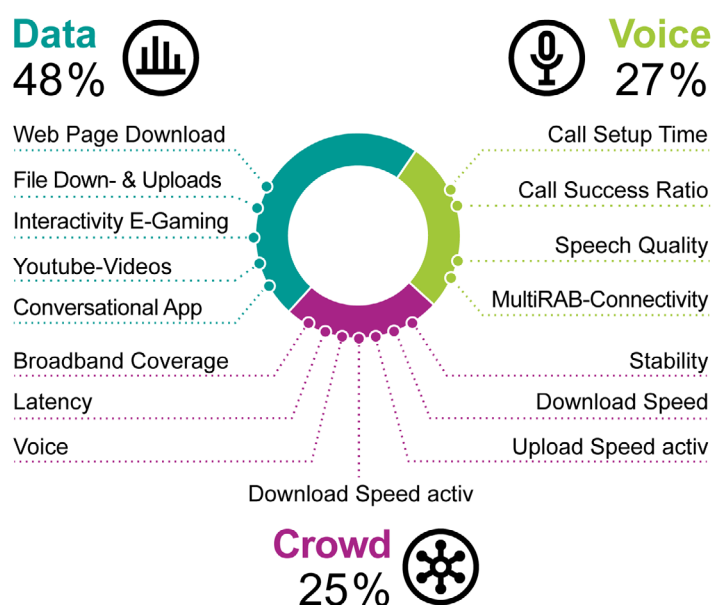 Data
48%
Voice
27%
Web Page Download
File Down- & Uploads
Interactivity E-Gaming
Youtube-Videos
Conversational App
Call Setup Time
Call Success Ratio
Speech Quality
MultiRAB-Connectivity
Broadband Coverage
Latency
Voice
Stability
Download Speed
Upload Speed activ
Download Speed activ
Crowd
25%